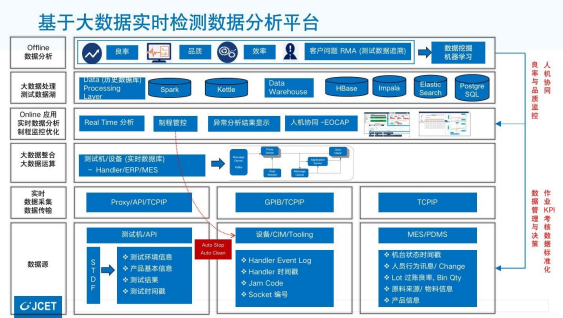 基于大数据实时检测数据分析平台
Offline
数据分析
良率
品质
效率
客户问题 RMA (测试数据追溯)
数据挖掘
机器学习
大数据处理
测试数据湖
Data (历史数据库)
Processing
Layer
Spark
Kettle
Data
Warehouse
HBase
Impala
Elastic
Search
Postgre
SQL
Online 应用
实时数据分析
制程监控优化
Real Time 分析
制程管控
异常分析结果显示
人机协同 -EOCAP
大数据整合
大数据运算
测试机/设备 (实时数据库)
- Handler/ERP/MES
实时
数据采集
数据传输
Proxy/API/TCPIP
GPIB/TCPIP
TCPIP
数据源
测试机/API
STDF
❖ 测试环境信息
❖ 产品基本信息
❖ 测试结果
❖ 测试时间戳
Auto Stop
Auto Clean
设备/CIM/Tooling
❖ Handler Event Log
❖ Handler 时间戳
❖ Jam Code
❖ Socket 编号
MES/PDMS
❖ 机台状态时间戳
❖ 人员行为讯息/ Change
❖ Lot 过账良率, Bin Qty
❖ 原料来源/ 物料信息
❖ 产品信息
人机协同
良率与品质监控
作业KPI考核数据标准化
数据管理与决策
JCET